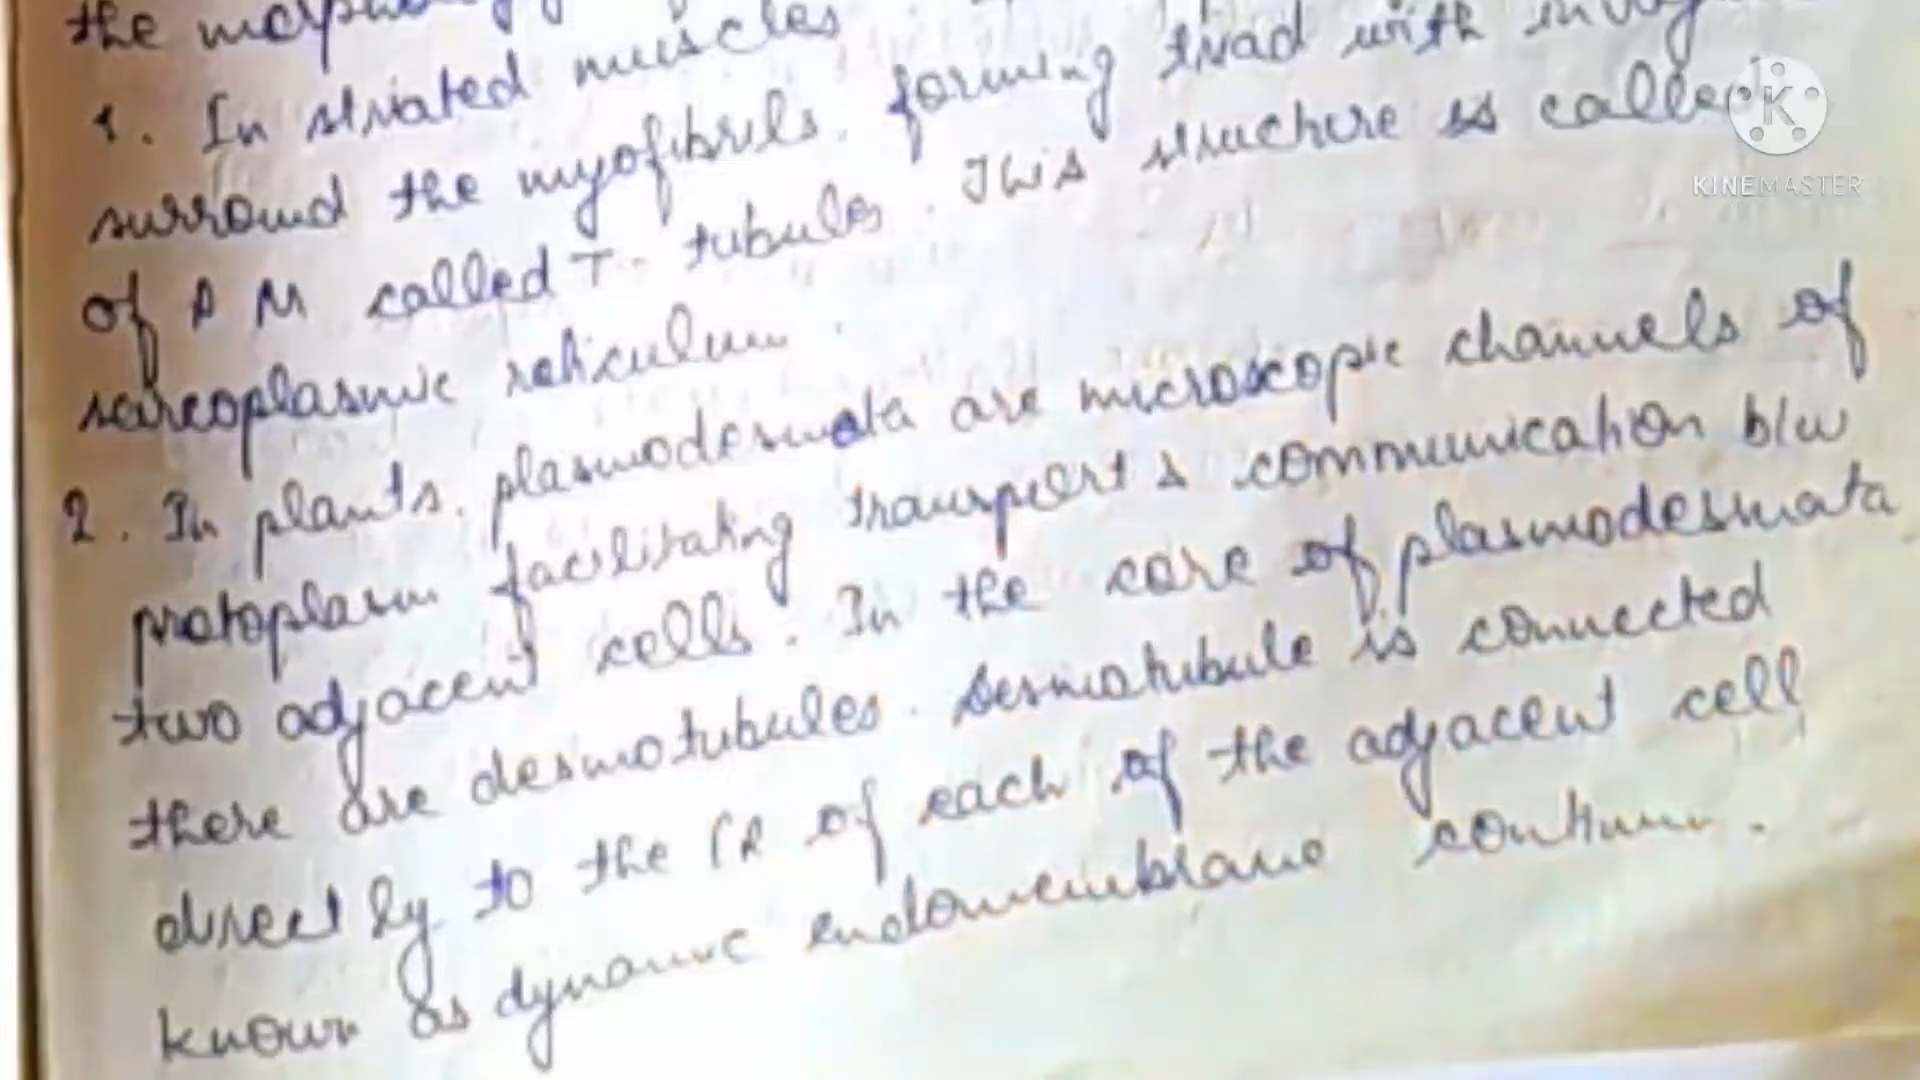 the
1. In striated muscles
surround the myofibrils, forming triad with
of P M called T- tubules. This structure is called
sarcoplasmic reticulum.
2. In plants, plasmodesmata are microscopic channels of
protoplasm facilitating transport & communication b/w
two adjacent cells. In the core of plasmodesmata
there are desmotubules. Desmotubule is connected
directly to the ER of each of the adjacent cell
known as dynamic endomembrane continum.
KINEMASTER